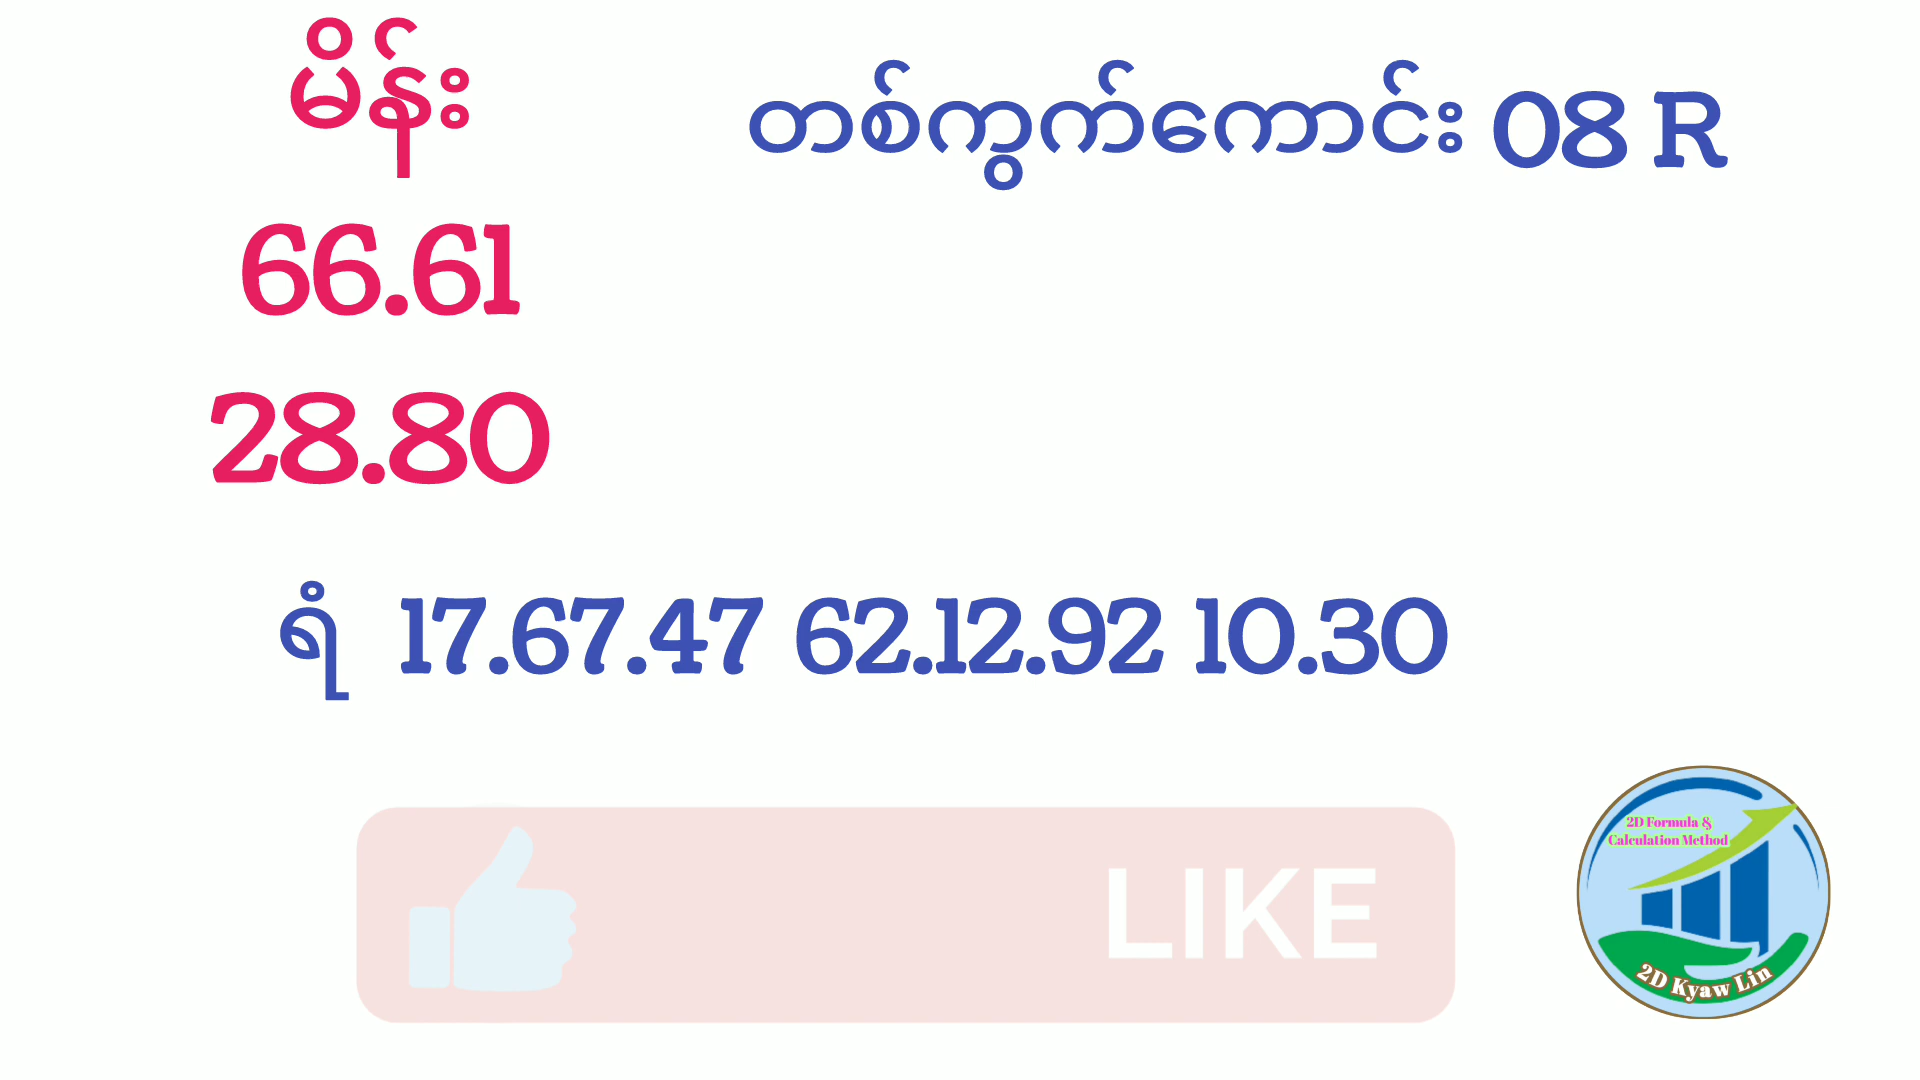 မိန်း
တစ်ကွက်ကောင်း 08 R
66.61
28.80
ရံ 17.67.47 62.12.92 10.30
LIKE
2D Formula &
Calculation Method
2D Kyaw Lin